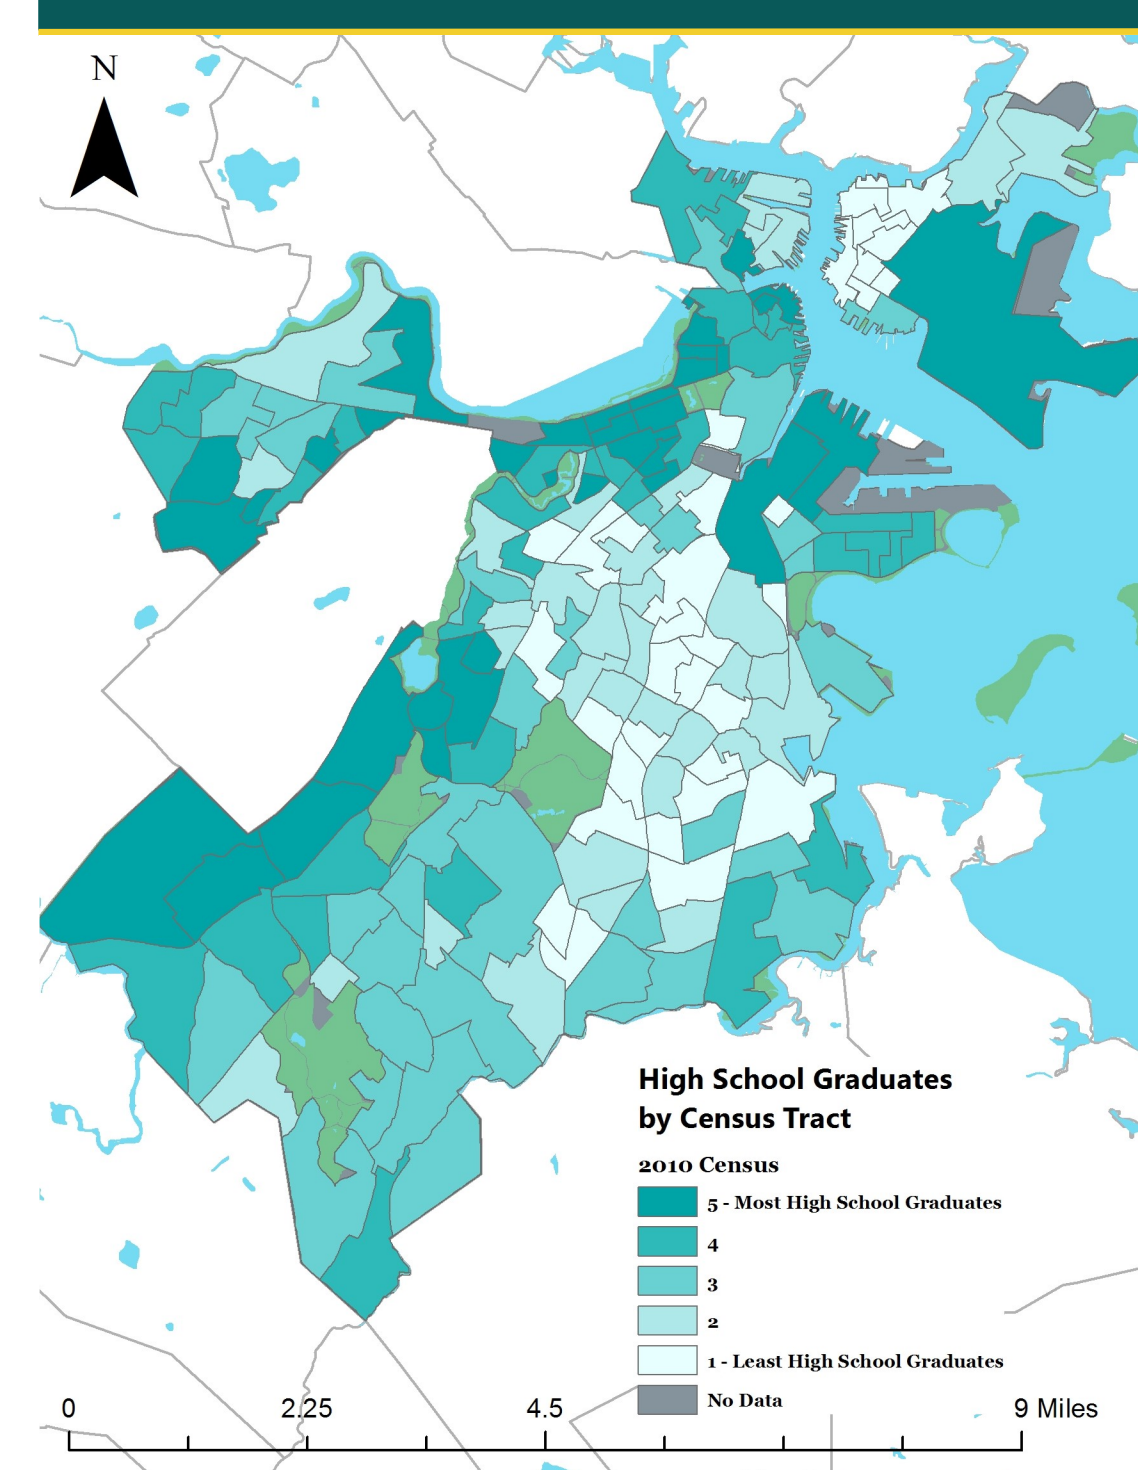 N
High School Graduates
by Census Tract
2010 Census
5 - Most High School Graduates
4
3
2
1 - Least High School Graduates
No Data
0 2.25 4.5 9 Miles